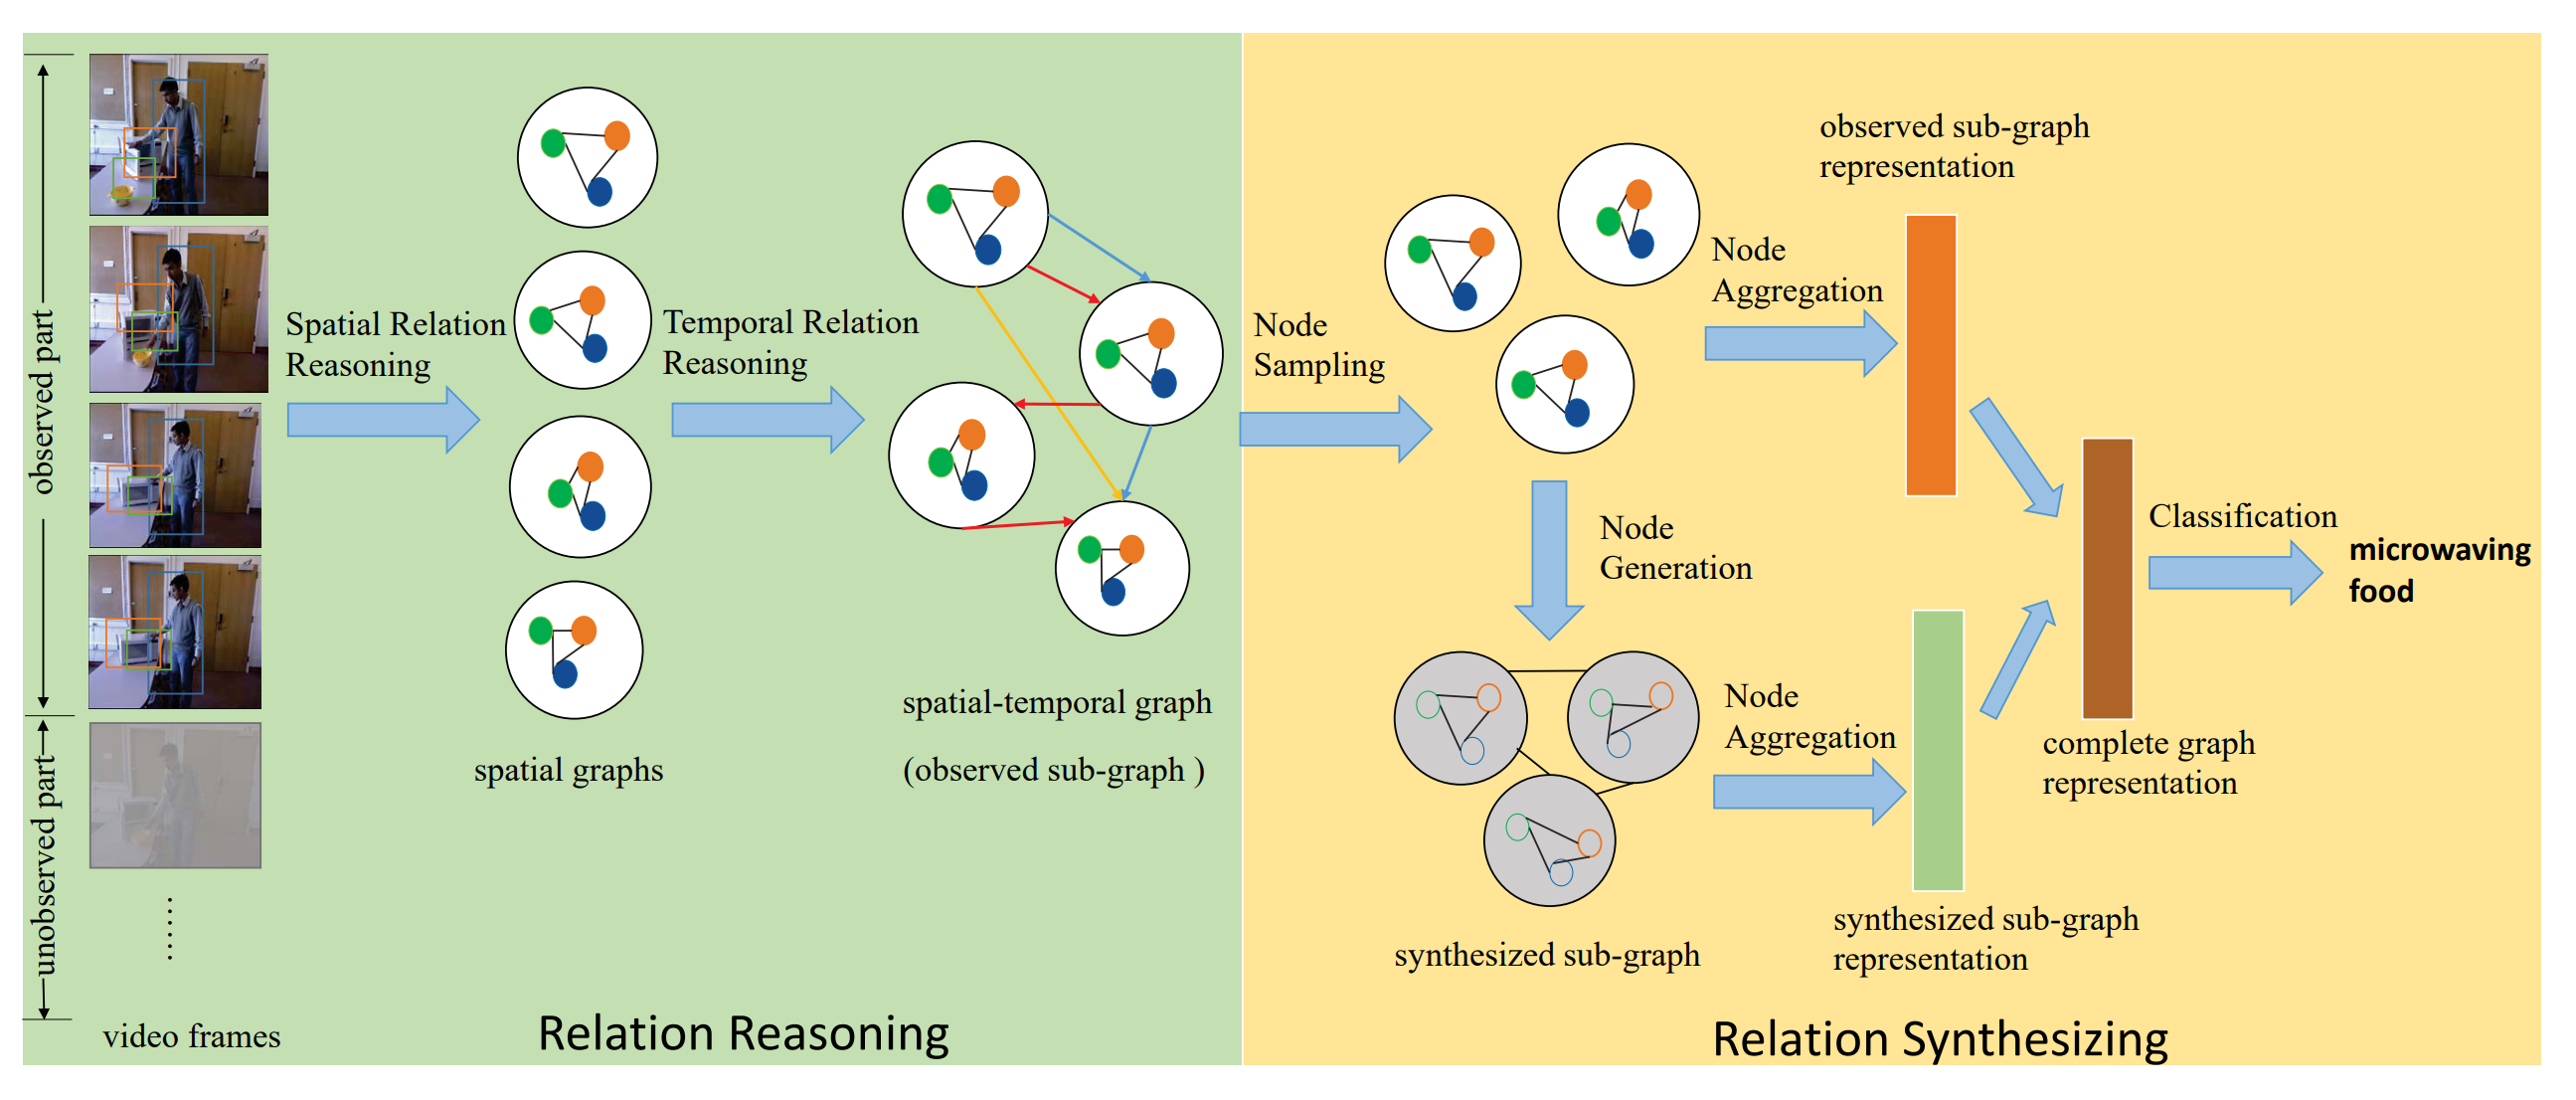 observed part
unobserved part
video frames
Spatial Relation
Reasoning
spatial graphs
Temporal Relation
Reasoning
spatial-temporal graph
(observed sub-graph )
Relation Reasoning
Node
Sampling
Node
Generation
synthesized sub-graph
observed sub-graph
representation
Node
Aggregation
Node
Aggregation
synthesized sub-graph
representation
complete graph
representation
Classification
microwaving
food
Relation Synthesizing